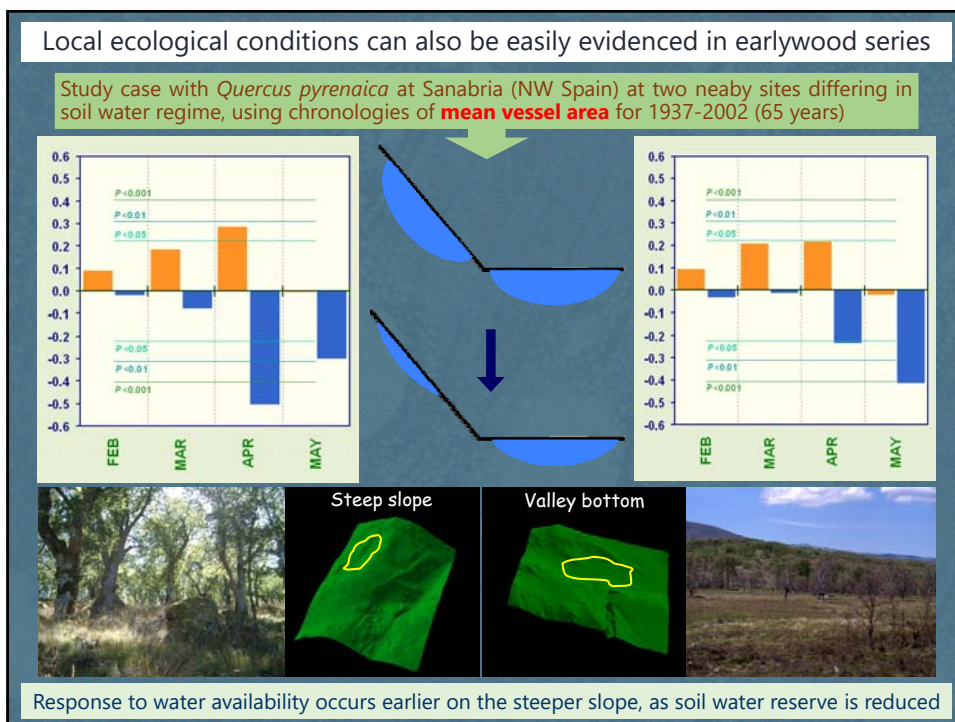 Local ecological conditions can also be easily evidenced in earlywood series
Study case with Quercus pyrenaica at Sanabria (NW Spain) at two neaby sites differing in
soil water regime, using chronologies of mean vessel area for 1937-2002 (65 years)
0.6
0.5
0.4
0.3
0.2
0.1
0.0
-0.1
-0.2
-0.3
-0.4
-0.5
-0.6
P<0.001
P<0.01
P<0.05
P<0.05
P<0.01
P<0.001
FEB
MAR
APR
MAY
0.6
0.5
0.4
0.3
0.2
0.1
0.0
-0.1
-0.2
-0.3
-0.4
-0.5
-0.6
P<0.001
P<0.01
P<0.05
P<0.05
P<0.01
P<0.001
FEB
MAR
APR
MAY
Steep slope
Valley bottom
Response to water availability occurs earlier on the steeper slope, as soil water reserve is reduced